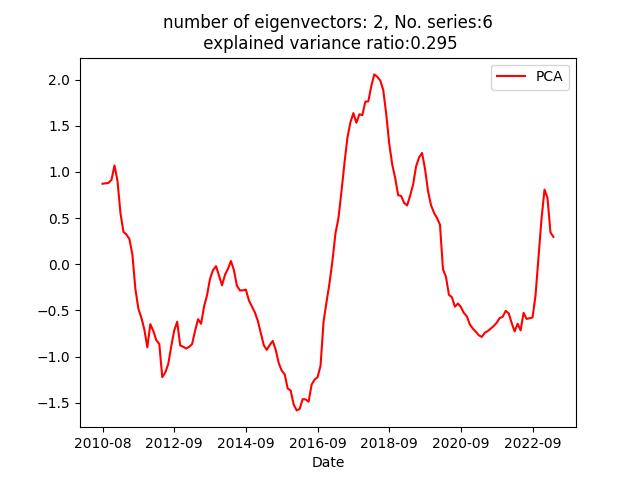 number of eigenvectors: 2, No. series:6
explained variance ratio:0.295
PCA
2.0
1.5
1.0
0.5
0.0
−0.5
−1.0
−1.5
2010-08 2012-09 2014-09 2016-09 2018-09 2020-09 2022-09
Date